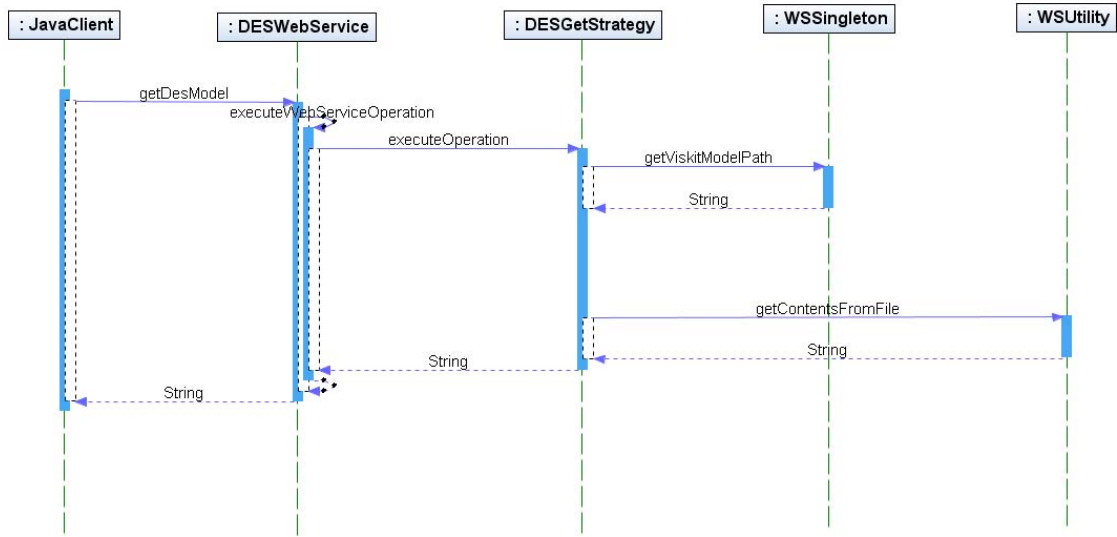 : JavaClient
: DESWebService
: DESGetStrategy
: WSSingleton
: WSUtility
getDesModel
executeWebServiceOperation
executeOperation
getViskitModelPath
String
getContentsFromFile
String
String
String